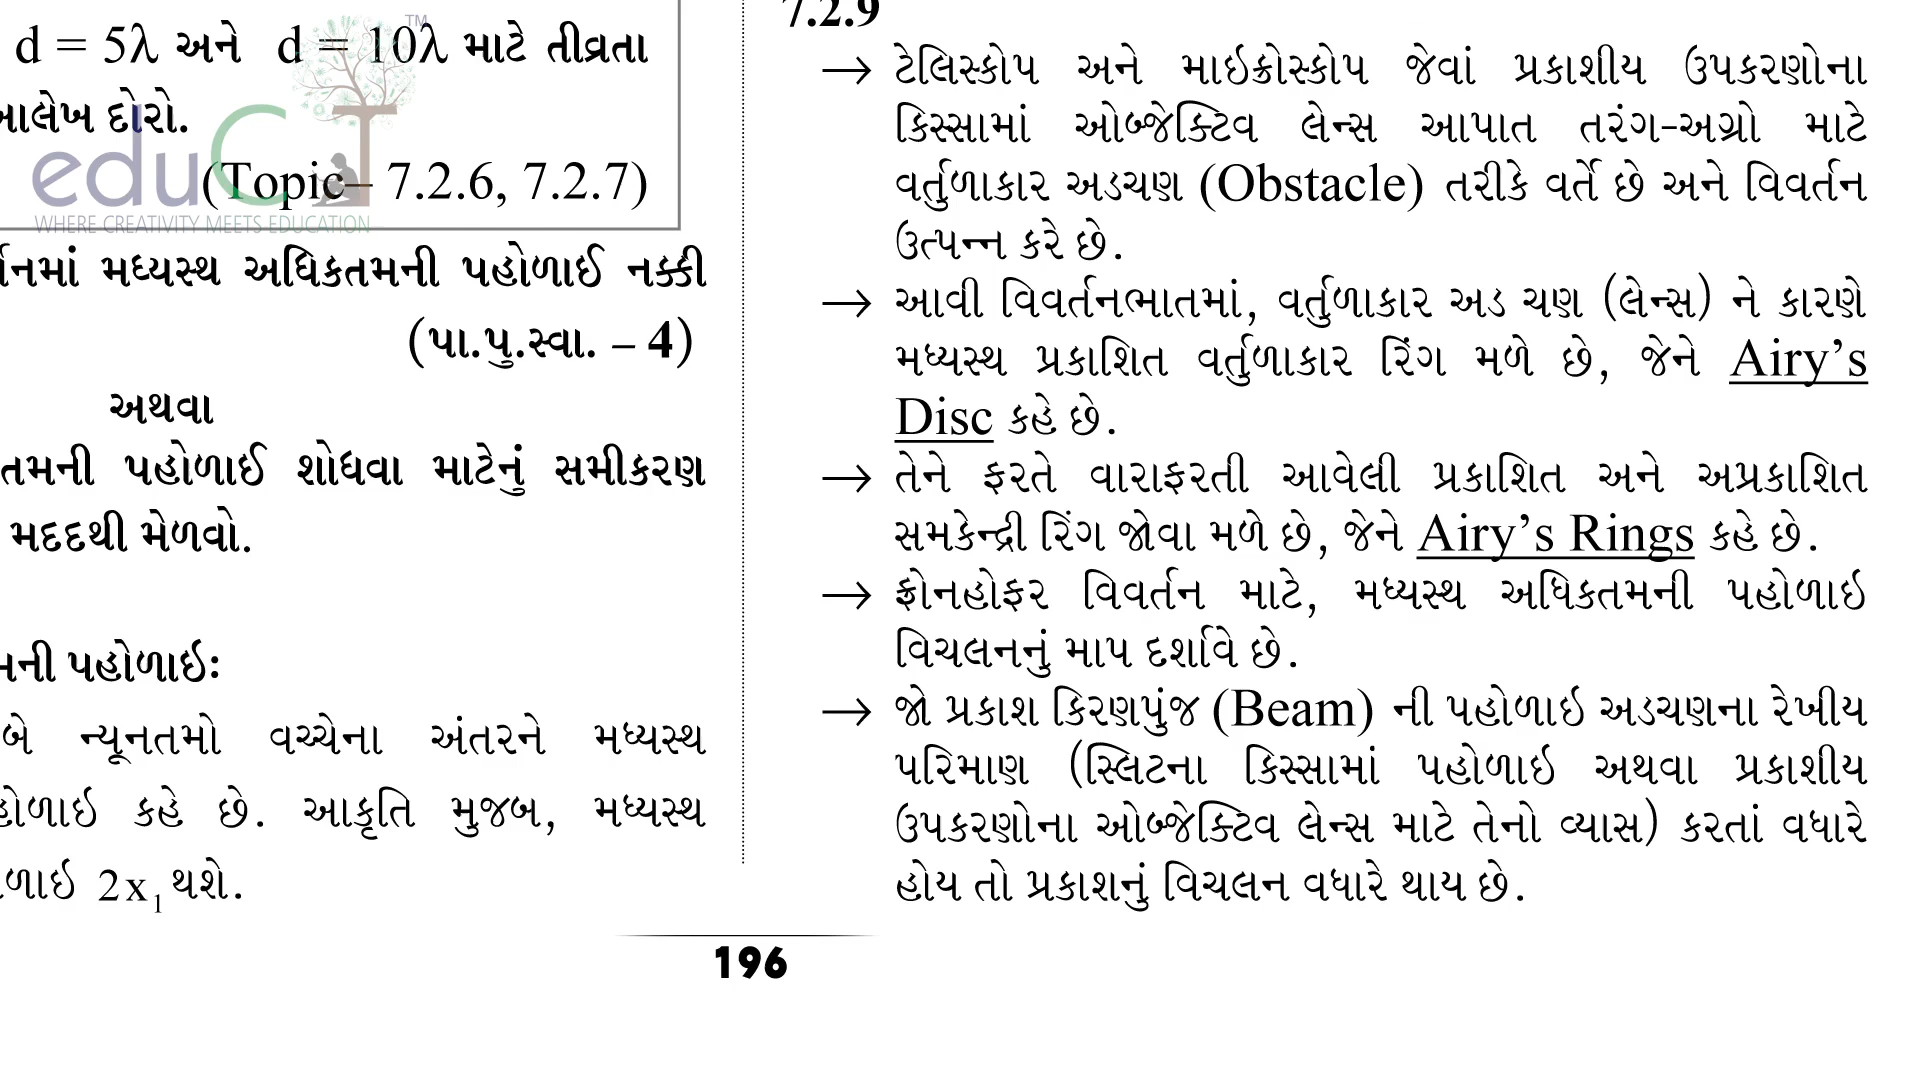 d = 5λ અને d = 10λ માટે તીવ્રતા
આલેખ દોરો.
(Topic– 7.2.6, 7.2.7)
eduCT
TM
WHERE CREATIVITY MEETS EDUCATION
મધ્યસ્થ અધિકતમની પહોળાઈ નક્કી
(પા.પુ.સ્વા. – 4)
અથવા
પહોળાઈ શોધવા માટેનું સમીકરણ
મદદથી મેળવો.
પહોળાઇઃ
બે ન્યૂનતમો વચ્ચેના અંતરને મધ્યસ્થ
કહે છે. આકૃતિ મુજબ, મધ્યસ્થ
2x₁ થશે.
7.2.9
→ ટેલિસ્કોપ અને માઇક્રોસ્કોપ જેવાં પ્રકાશીય ઉપકરણોના
કિસ્સામાં ઓબ્જેક્ટિવ લેન્સ આપાત તરંગ-અગ્રો માટે
વર્તુળાકાર અડચણ (Obstacle) તરીકે વર્તે છે અને વિવર્તન
ઉત્પન્ન કરે છે.
→ આવી વિવર્તનભાતમાં, વર્તુળાકાર અડ ચણ (લેન્સ) ને કારણે
મધ્યસ્થ પ્રકાશિત વર્તુળાકાર રિંગ મળે છે, જેને Airy’s
Disc કહે છે.
→ તેને ફરતે વારાફરતી આવેલી પ્રકાશિત અને અપ્રકાશિત
સમકેન્દ્રી રિંગ જોવા મળે છે, જેને Airy’s Rings કહે છે.
→ ફ્રોનહોફર વિવર્તન માટે, મધ્યસ્થ અધિકતમની પહોળાઇ
વિચલનનું માપ દર્શાવે છે.
→ જો પ્રકાશ કિરણપુંજ (Beam) ની પહોળાઇ અડચણના રેખીય
પરિમાણ (સ્લિટના કિસ્સામાં પહોળાઇ અથવા પ્રકાશીય
ઉપકરણોના ઓબ્જેક્ટિવ લેન્સ માટે તેનો વ્યાસ) કરતાં વધારે
હોય તો પ્રકાશનું વિચલન વધારે થાય છે.
196